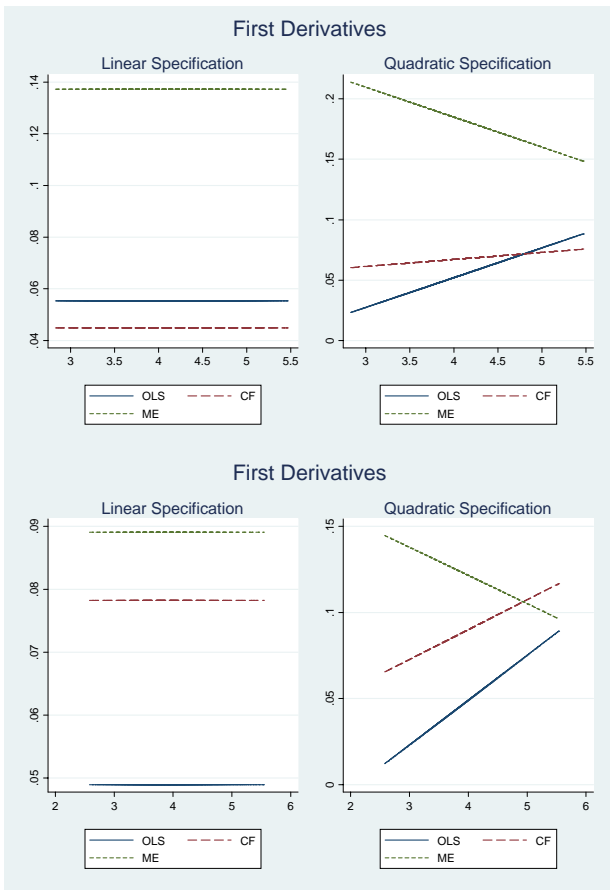 First Derivatives
Linear Specification
.14
.12
.1
.08
.06
.04
3 3.5 4 4.5 5 5.5
OLS CF
ME
Quadratic Specification
.2
.15
.1
.05
0
3 3.5 4 4.5 5 5.5
OLS CF
ME
First Derivatives
Linear Specification
.09
.08
.07
.06
.05
2 3 4 5 6
OLS CF
ME
Quadratic Specification
.15
.1
.05
0
2 3 4 5 6
OLS CF
ME